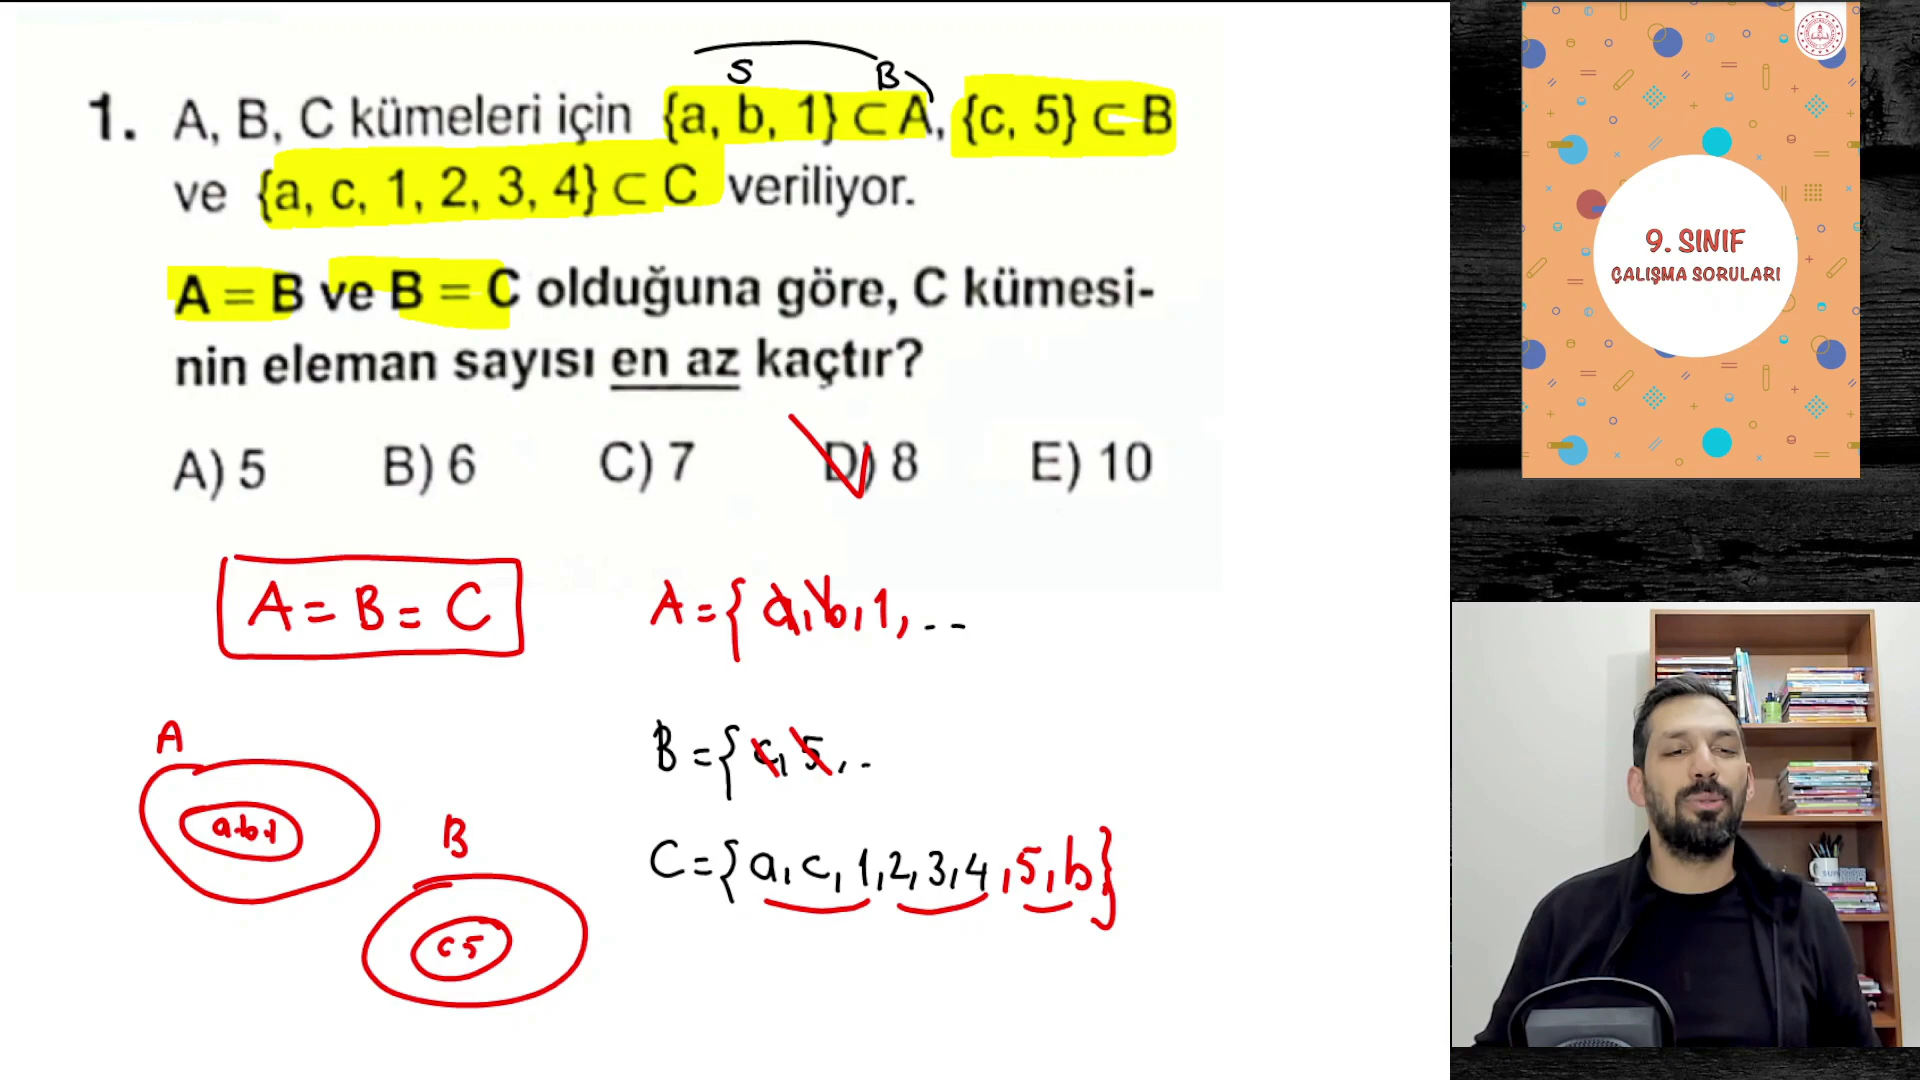 S B
1. A, B, C kümeleri için {a, b, 1} ⊂ A, {c, 5} ⊂ B
ve {a, c, 1, 2, 3, 4} ⊂ C veriliyor.
A = B ve B = C olduğuna göre, C kümesi-
nin eleman sayısı en az kaçtır?
A) 5 B) 6 C) 7 D) 8 E) 10
A = B = C
A = { a, b, 1, ..
B = { c, 5, ..
C = { a, c, 1, 2, 3, 4, 5, b }
A
a b 1
B
c 5
9. SINIF
ÇALIŞMA SORULARI